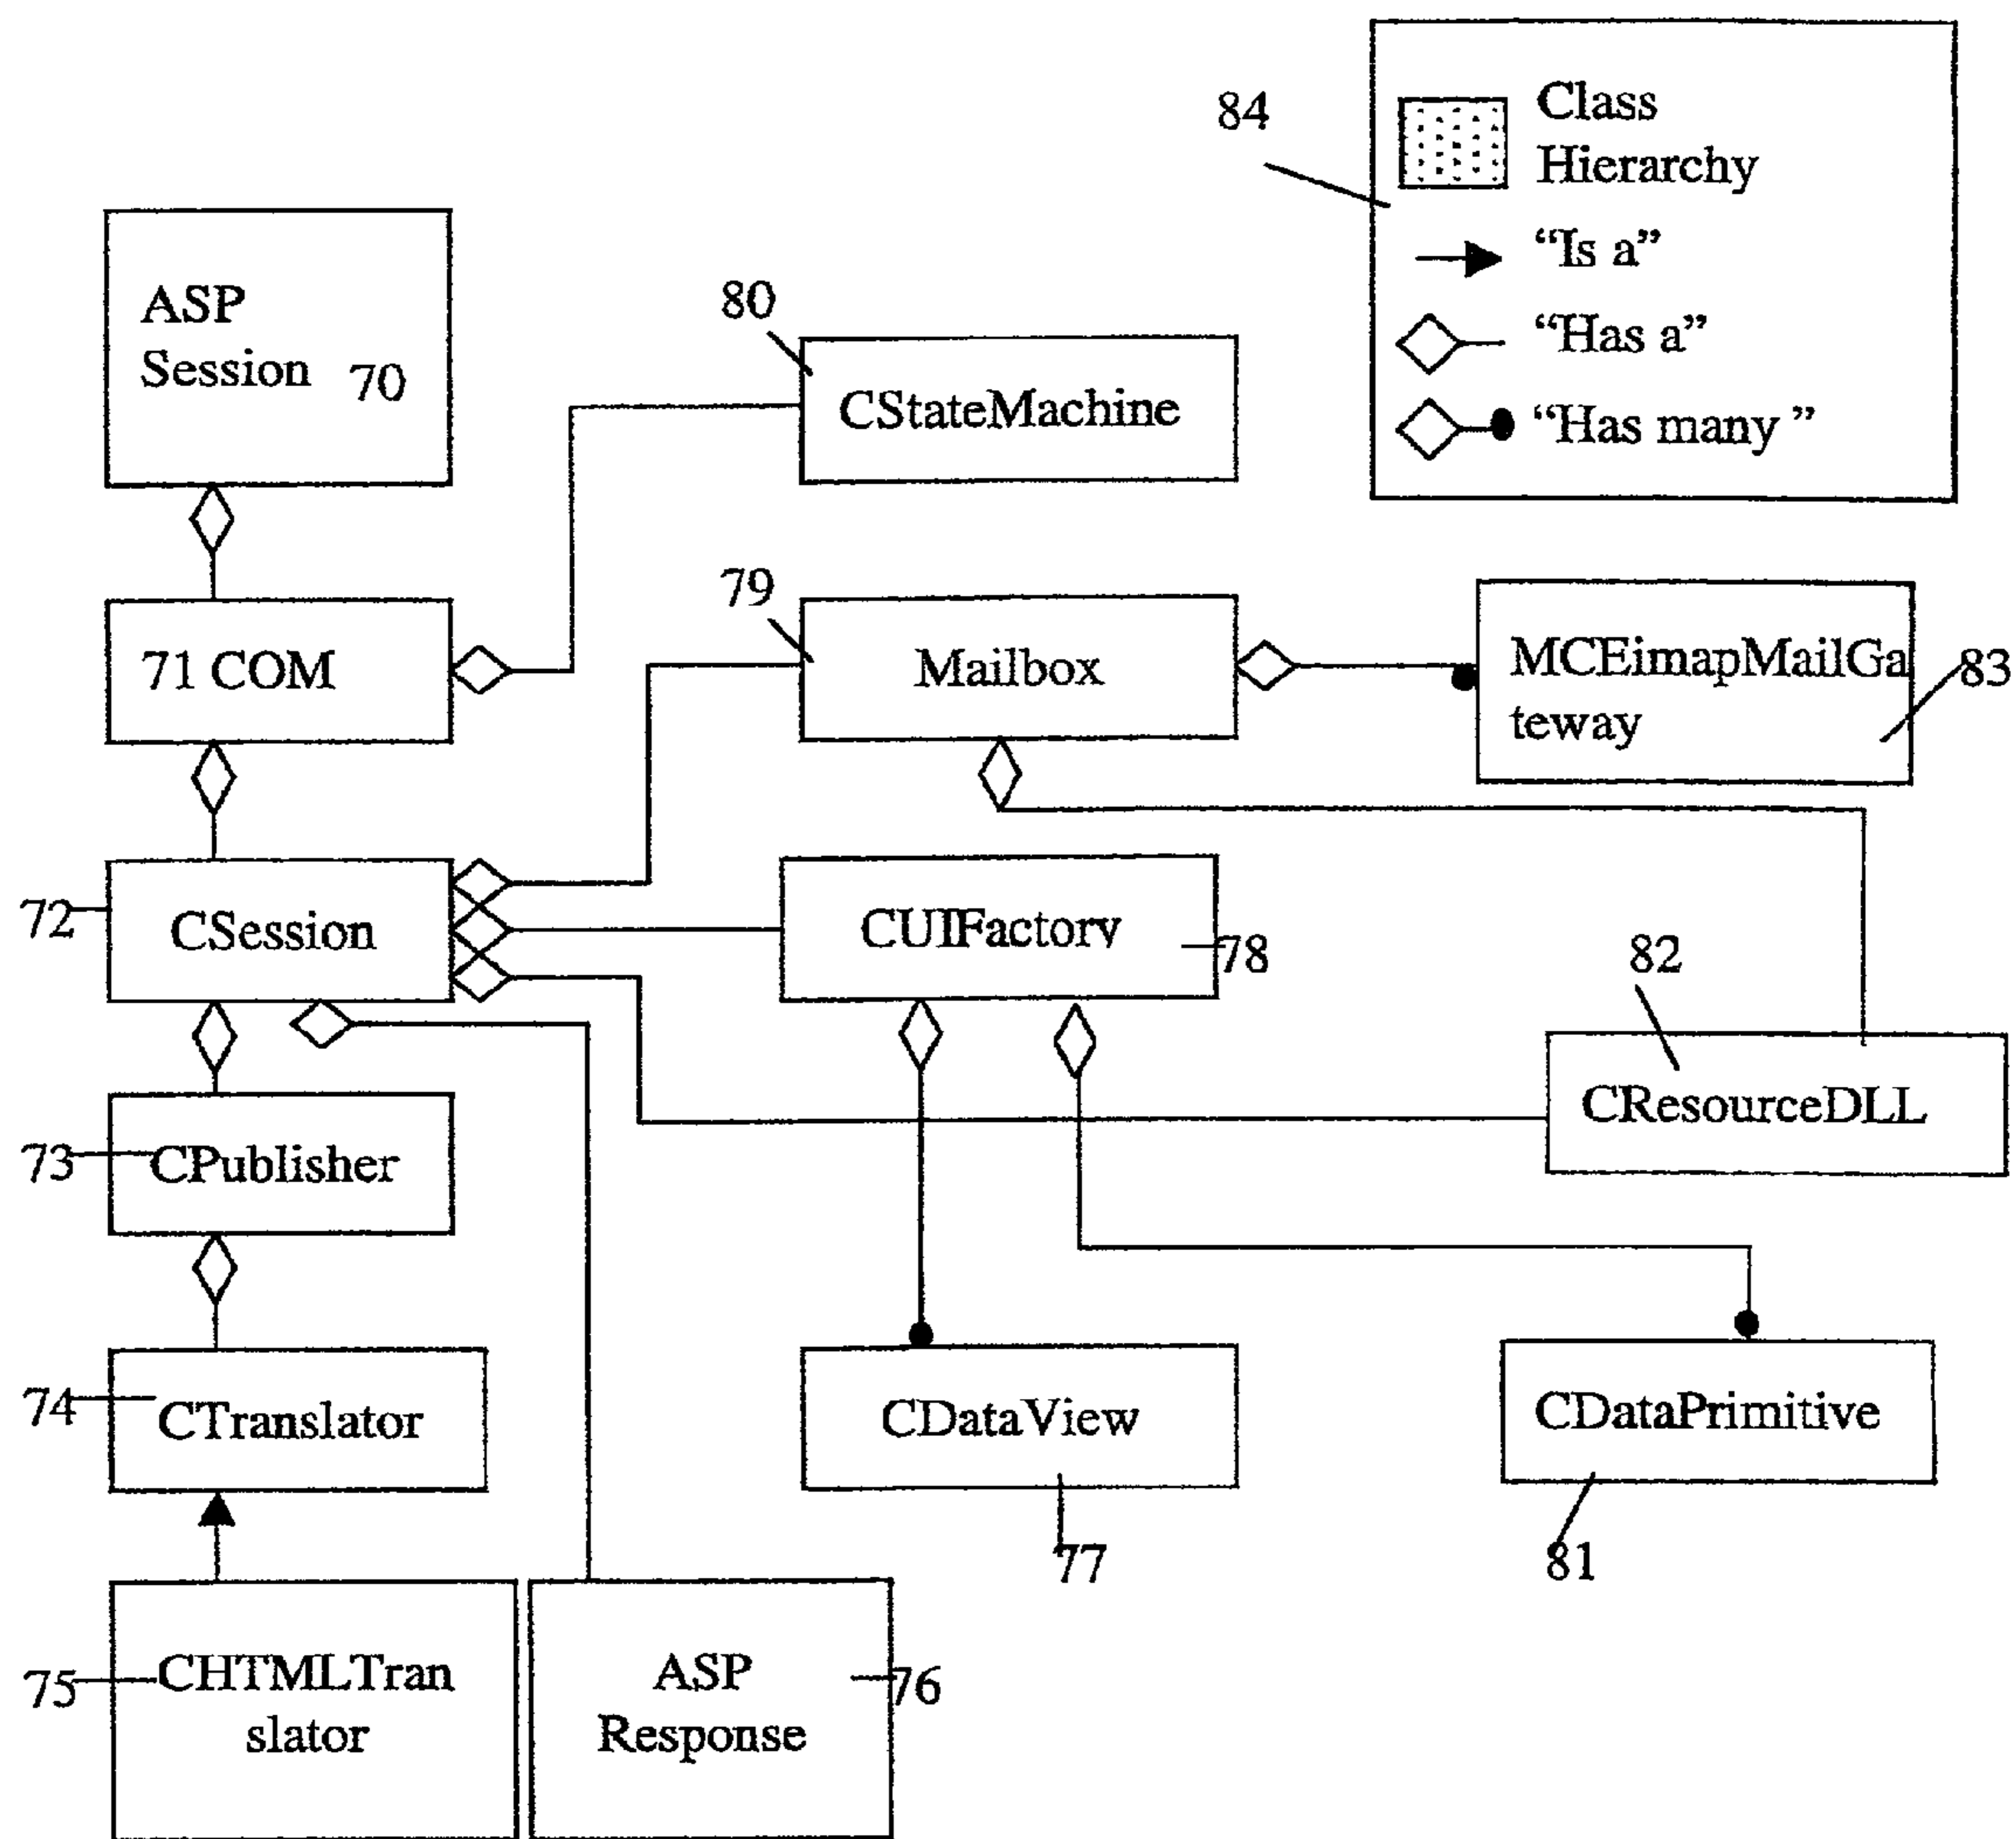 84
Class
Hierarchy
“Is a”
“Has a”
“Has many ”
ASP
Session 70
80
CStateMachine
71 COM
79
Mailbox
MCEimapMailGa
teway
83
72
CSession
CUIFactory
78
82
CResourceDLL
73
CPublisher
74
CTranslator
CDataView
77
CDataPrimitive
81
75
CHTMLTran
slator
ASP
Response
76